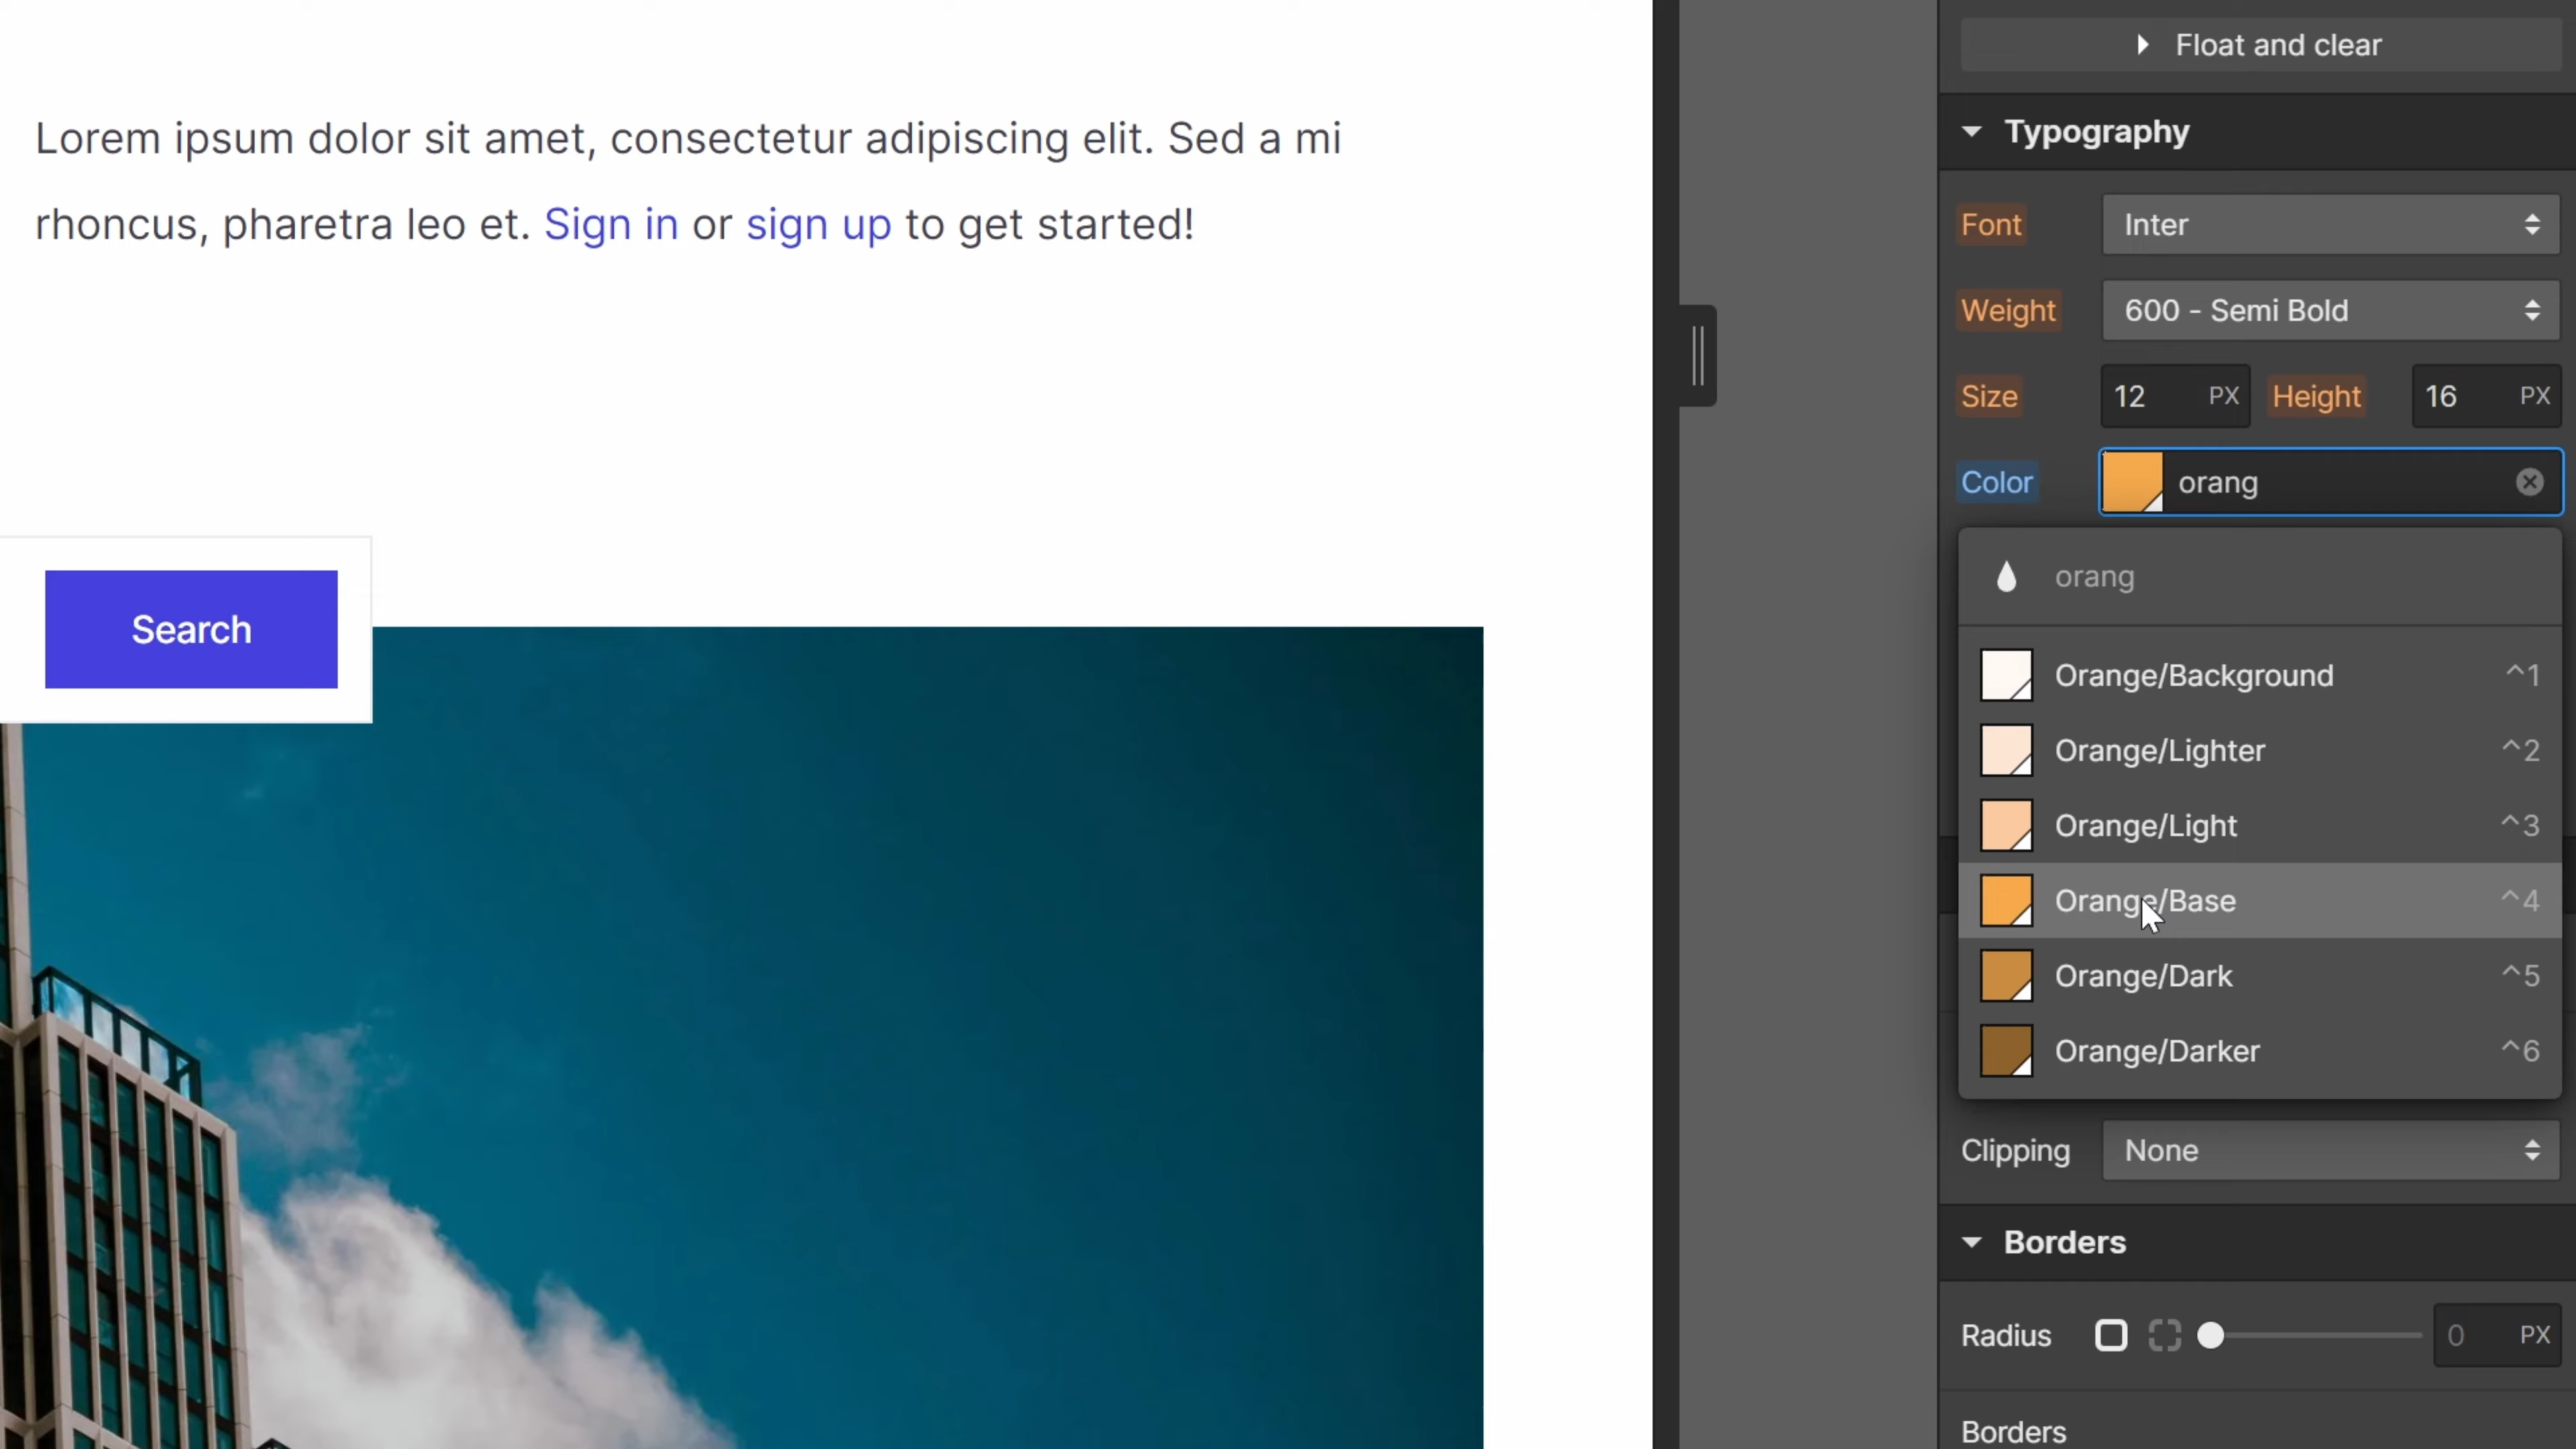 Lorem ipsum dolor sit amet, consectetur adipiscing elit. Sed a mi
rhoncus, pharetra leo et. Sign in or sign up to get started!
Search
Float and clear
Typography
Font Inter
Weight 600 - Semi Bold
Size 12 PX Height 16 PX
Color orang
orang
Orange/Background ^1
Orange/Lighter ^2
Orange/Light ^3
Orange/Base ^4
Orange/Dark ^5
Orange/Darker ^6
Clipping None
Borders
Radius 0 PX
Borders